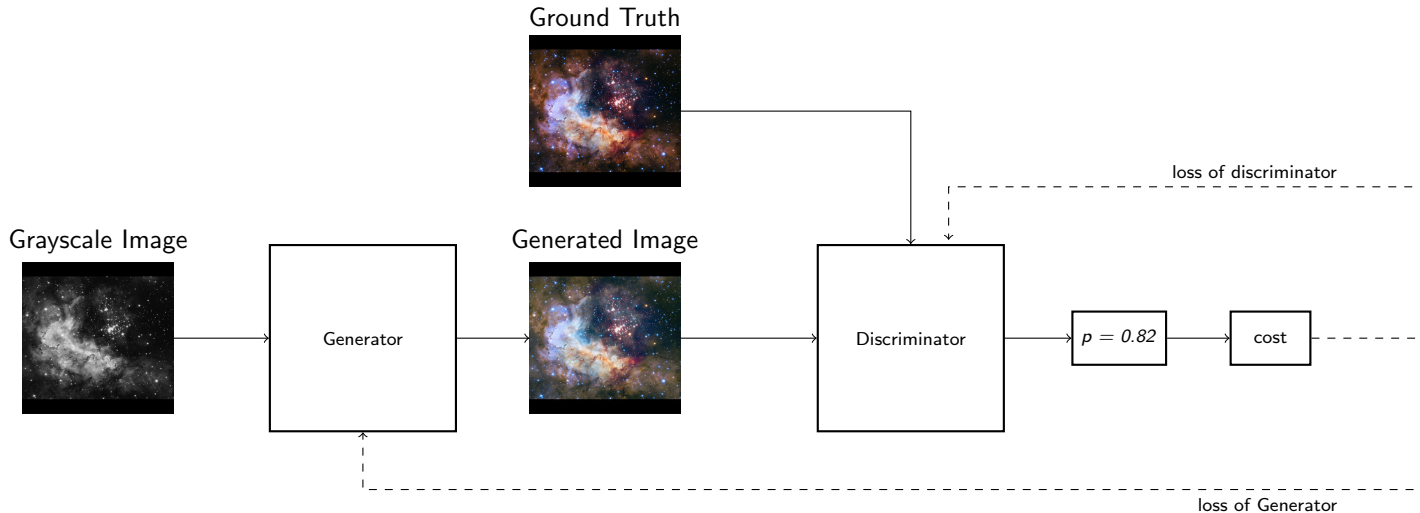 Ground Truth
loss of discriminator
Grayscale Image
Generated Image
Generator
Discriminator
p = 0.82
cost
loss of Generator